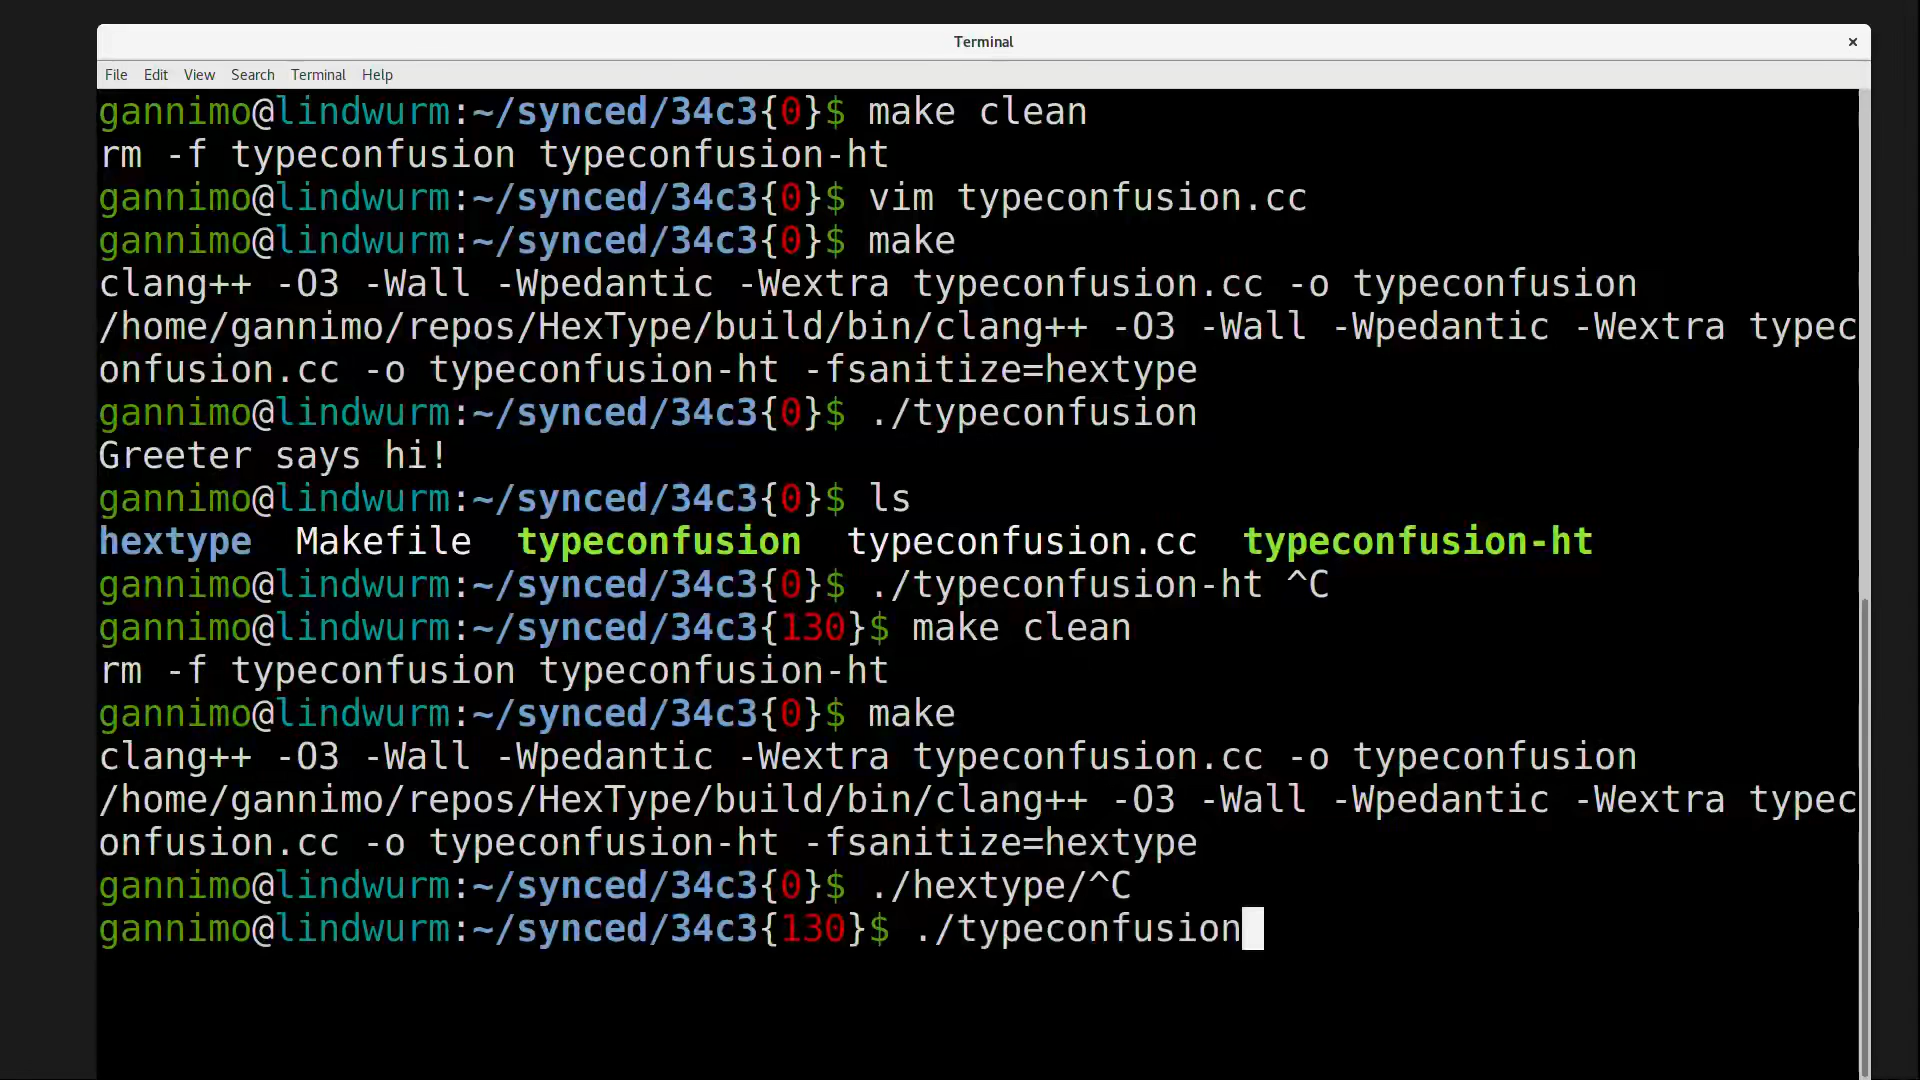 Terminal
×
File Edit View Search Terminal Help
gannimo@lindwurm:~/synced/34c3{0}$ make clean
rm -f typeconfusion typeconfusion-ht
gannimo@lindwurm:~/synced/34c3{0}$ vim typeconfusion.cc
gannimo@lindwurm:~/synced/34c3{0}$ make
clang++ -O3 -Wall -Wpedantic -Wextra typeconfusion.cc -o typeconfusion
/home/gannimo/repos/HexType/build/bin/clang++ -O3 -Wall -Wpedantic -Wextra typec
onfusion.cc -o typeconfusion-ht -fsanitize=hextype
gannimo@lindwurm:~/synced/34c3{0}$ ./typeconfusion
Greeter says hi!
gannimo@lindwurm:~/synced/34c3{0}$ ls
hextype  Makefile  typeconfusion  typeconfusion.cc  typeconfusion-ht
gannimo@lindwurm:~/synced/34c3{0}$ ./typeconfusion-ht ^C
gannimo@lindwurm:~/synced/34c3{130}$ make clean
rm -f typeconfusion typeconfusion-ht
gannimo@lindwurm:~/synced/34c3{0}$ make
clang++ -O3 -Wall -Wpedantic -Wextra typeconfusion.cc -o typeconfusion
/home/gannimo/repos/HexType/build/bin/clang++ -O3 -Wall -Wpedantic -Wextra typec
onfusion.cc -o typeconfusion-ht -fsanitize=hextype
gannimo@lindwurm:~/synced/34c3{0}$ ./hextype/^C
gannimo@lindwurm:~/synced/34c3{130}$ ./typeconfusion